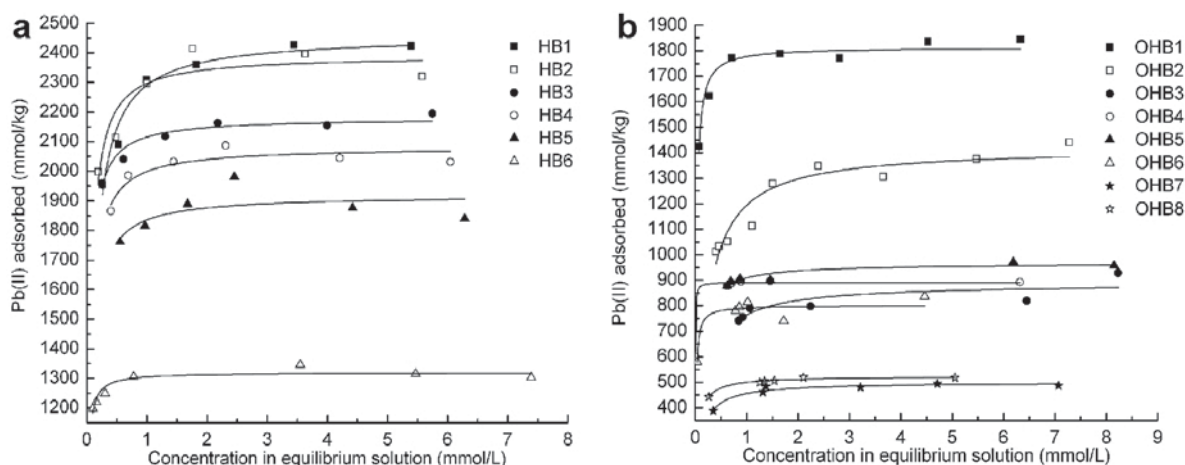 a
2500
2400
2300
2200
2100
2000
1900
1800
1700
1600
1500
1400
1300
1200
Pb(II) adsorbed (mmol/kg)
0 1 2 3 4 5 6 7 8
Concentration in equilibrium solution (mmol/L)
HB1
HB2
HB3
HB4
HB5
HB6
b
1900
1800
1700
1600
1500
1400
1300
1200
1100
1000
900
800
700
600
500
400
Pb(II) adsorbed (mmol/kg)
0 1 2 3 4 5 6 7 8 9
Concentration in equilibrium solution (mmol/L)
OHB1
OHB2
OHB3
OHB4
OHB5
OHB6
OHB7
OHB8